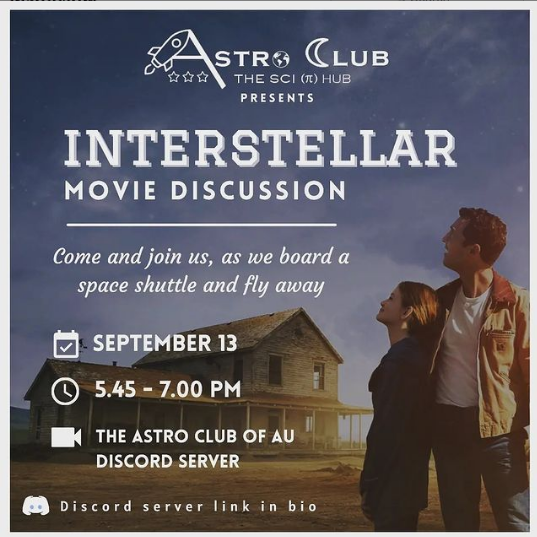 ASTRO CLUB
THE SCI (π) HUB
PRESENTS
INTERSTELLAR
MOVIE DISCUSSION
Come and join us, as we board a
space shuttle and fly away
SEPTEMBER 13
5.45 - 7.00 PM
THE ASTRO CLUB OF AU
DISCORD SERVER
Discord server link in bio